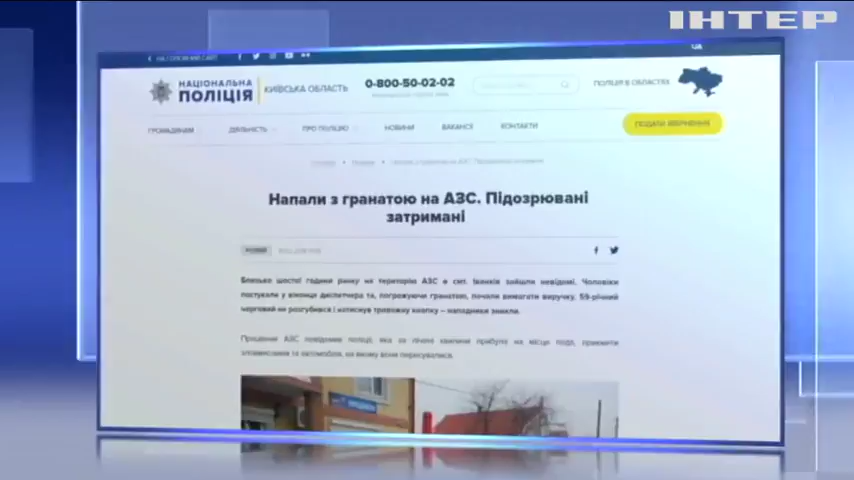 ІНТЕР
UA
НАЦІОНАЛЬНА
ПОЛІЦІЯ
КИЇВСЬКА ОБЛАСТЬ
0-800-50-02-02
ПОЛІЦІЯ В ОБЛАСТЯХ
ГРОМАДЯНАМ
ДІЯЛЬНІСТЬ
ПРО ПОЛІЦІЮ
НОВИНИ
ВАКАНСІЇ
КОНТАКТИ
ПОДАТИ ЗВЕРНЕННЯ
Напали з гранатою на АЗС. Підозрювані
затримані
Близько шостої години ранку на територію АЗС в смт. Іванків зайшли невідомі. Чоловіки
постукали у віконце диспетчера та, погрожуючи гранатою, почали вимагати виручку. 59-річний
черговий не розгубився і натиснув тривожну кнопку – нападники зникли.
Працівник АЗС повідомив поліції, яка за лічені хвилини прибула на місце події, прикмети
зловмисників та автомобіля, на якому вони пересувалися.